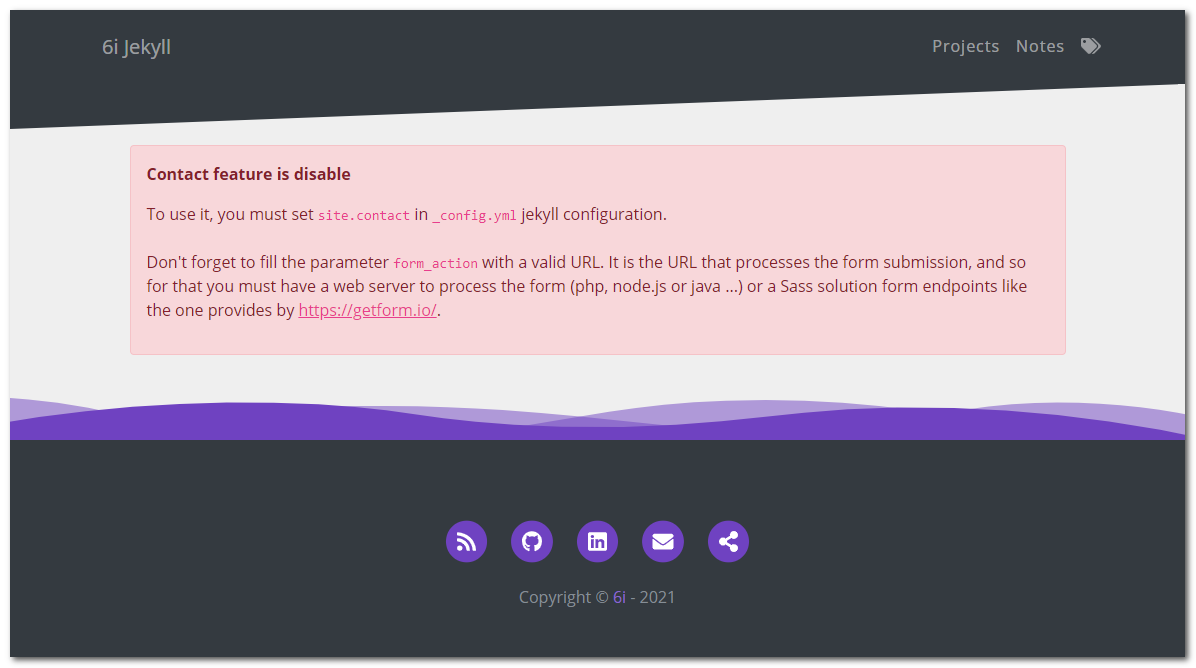 6i Jekyll
Projects Notes
Contact feature is disable
To use it, you must set site.contact in _config.yml jekyll configuration.
Don't forget to fill the parameter form_action with a valid URL. It is the URL that processes the form submission, and so
for that you must have a web server to process the form (php, node.js or java ...) or a Sass solution form endpoints like
the one provides by https://getform.io/.
Copyright © 6i - 2021